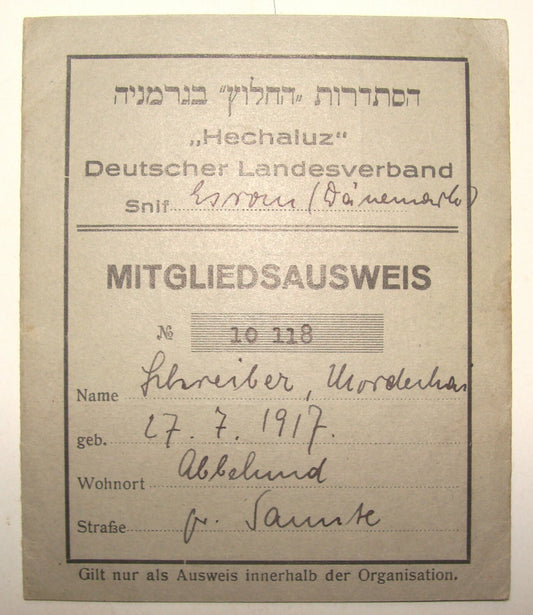 הסתדרות „החלוץ" בגרמניה
„Hechaluz"
Deutscher Landesverband
Snif Esrom (Dänemark)
MITGLIEDSAUSWEIS
№ 10 118
Name Schreiber, Mordechai
geb. 27. 7. 1917.
Wohnort
Straße pr.
Gilt nur als Ausweis innerhalb der Organisation.